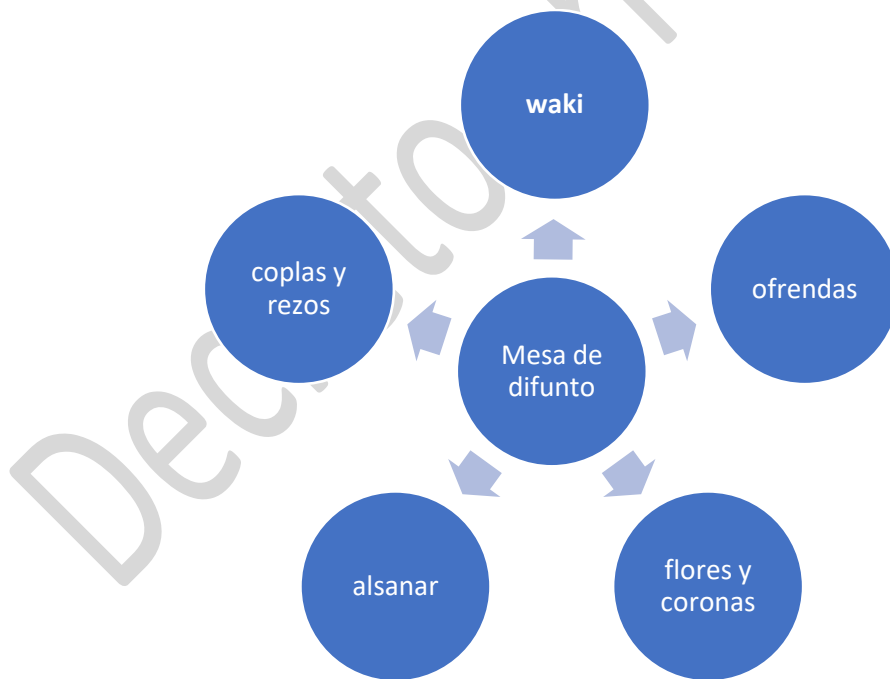 waki
coplas y
rezos
ofrendas
Mesa de
difunto
alsanar
flores y
coronas